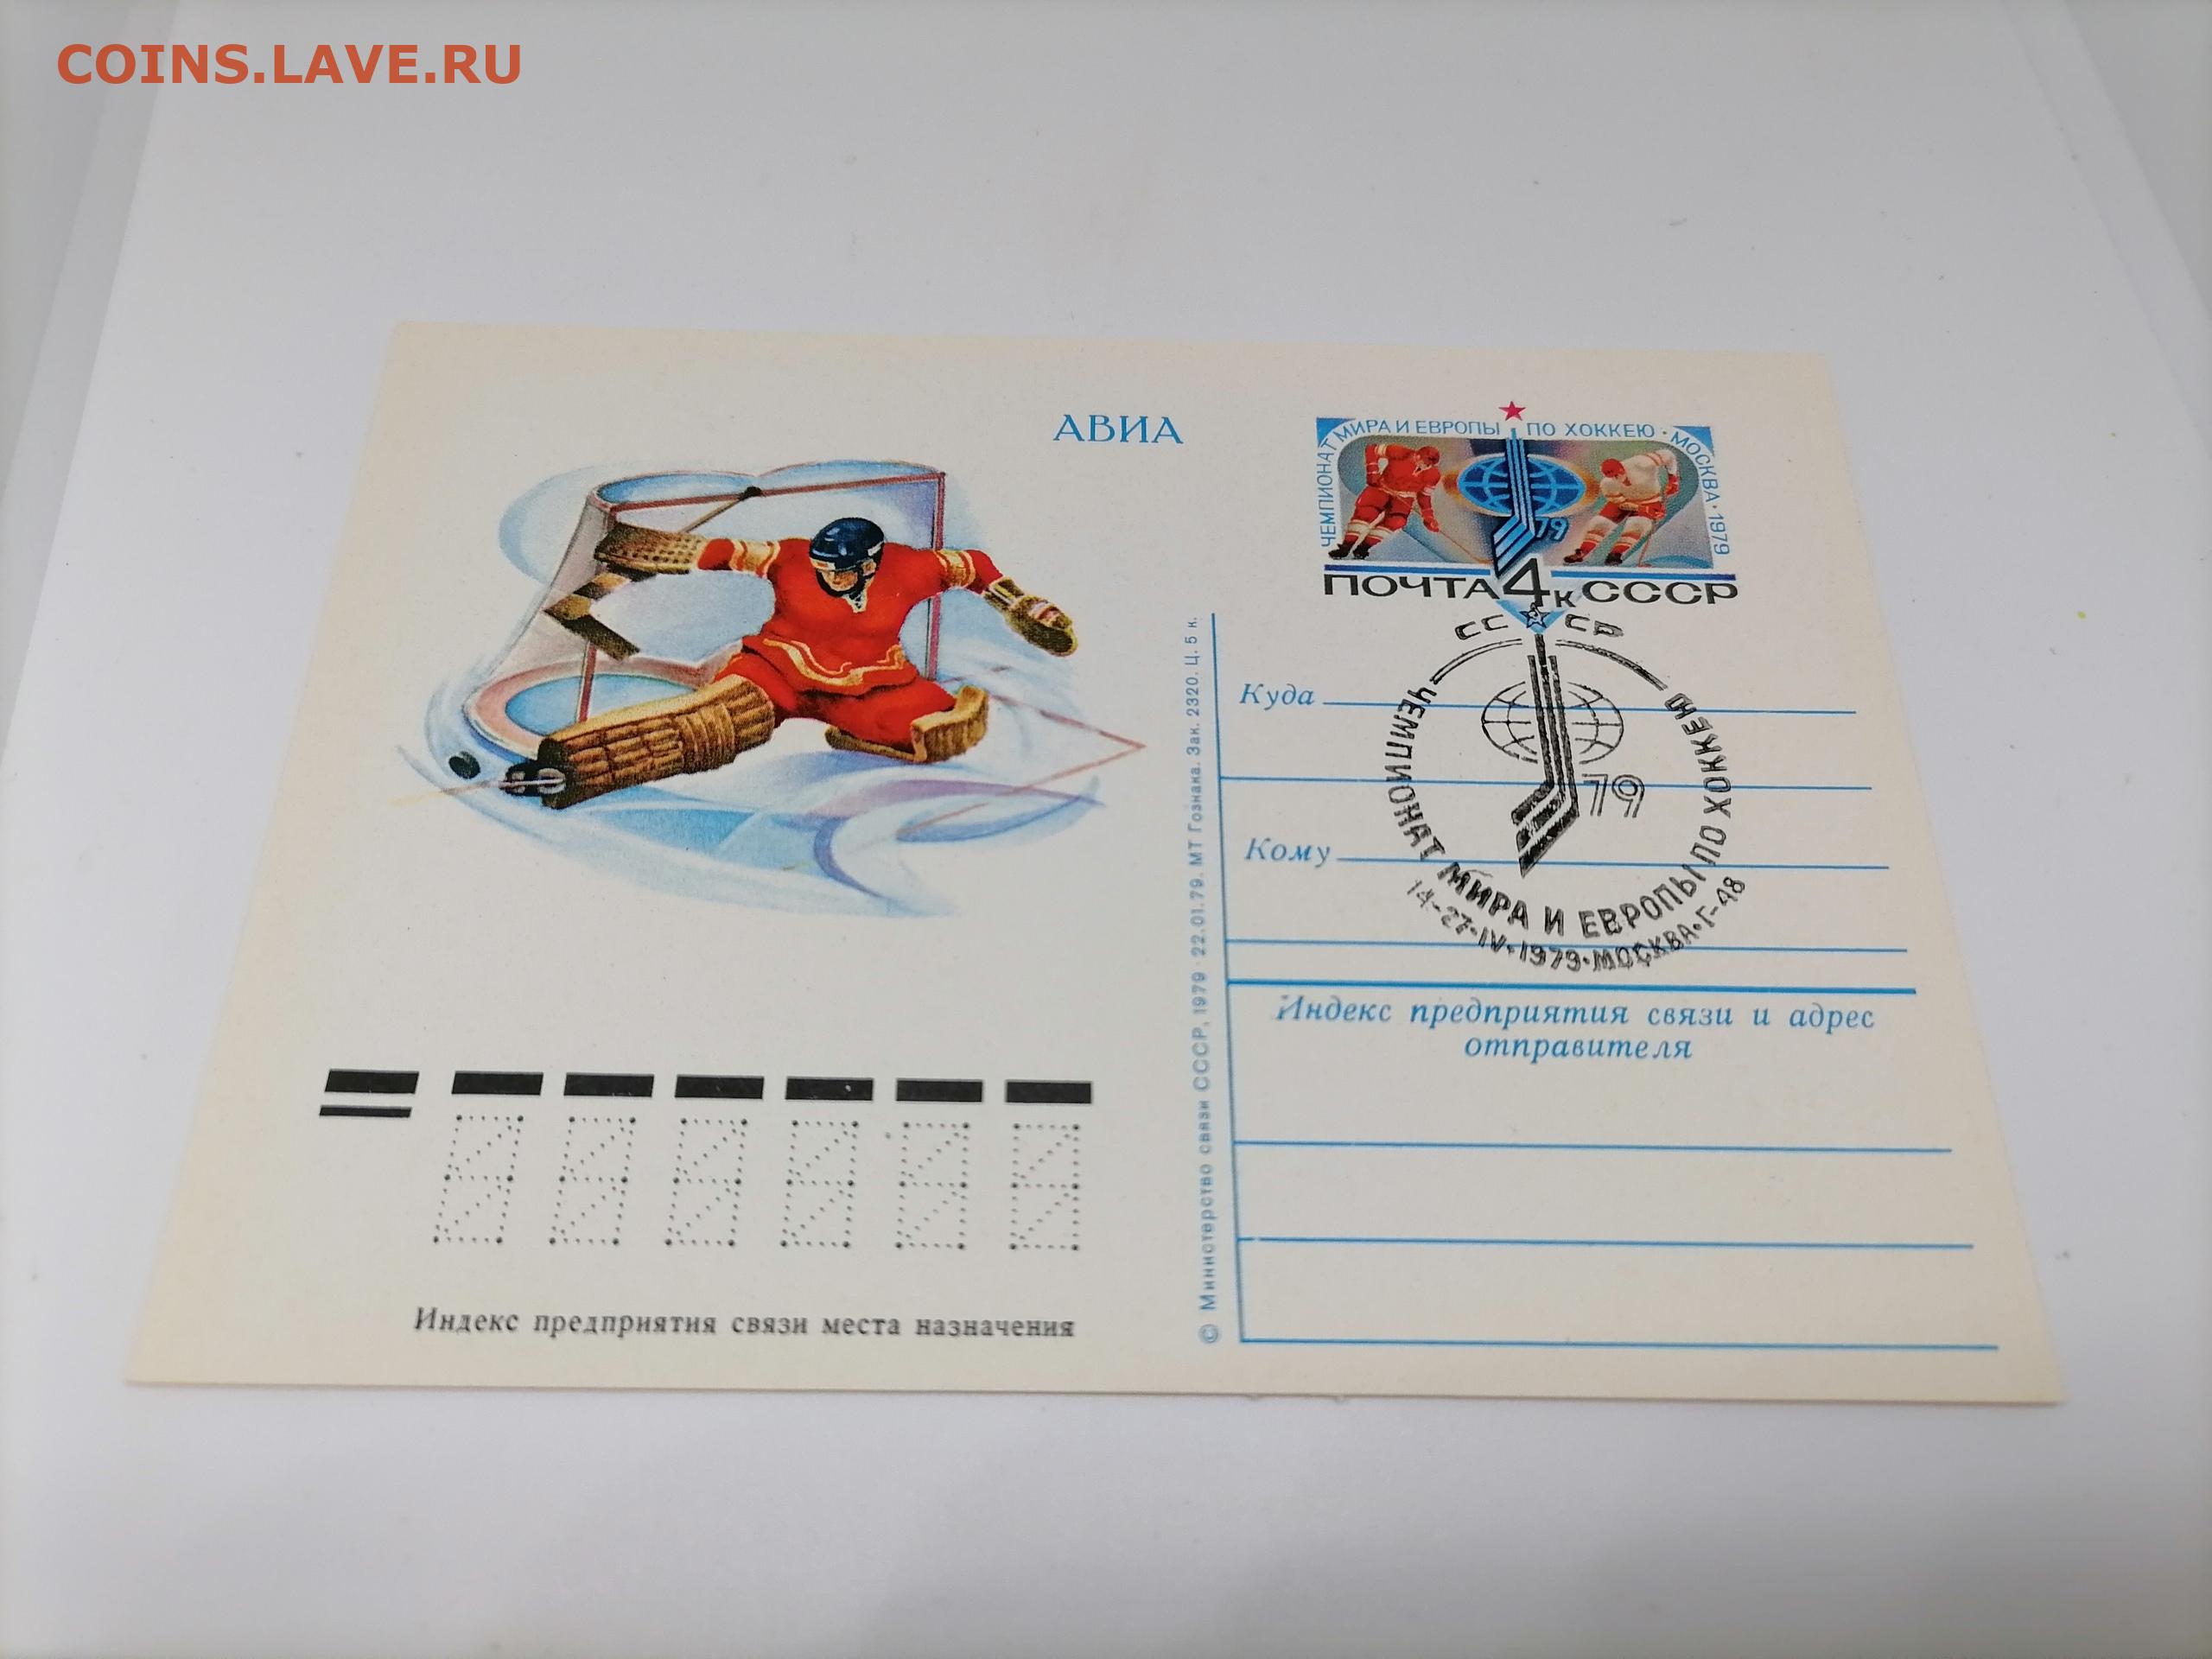 COINS.LAVE.RU
АВИА
ЧЕМПИОНАТ МИРА И ЕВРОПЫ ПО ХОККЕЮ · МОСКВА · 1979
79
ПОЧТА 4к СССР
СССР
79
ЧЕМПИОНАТ МИРА И ЕВРОПЫ ПО ХОККЕЮ
14-27·IV·1979·МОСКВА·Г-48
Куда
Кому
Индекс предприятия связи и адрес
отправителя
© Министерство связи СССР, 1979 · 22.01.79. МТ Гознака. Зак. 2320. Ц. 5 к.
Индекс предприятия связи места назначения